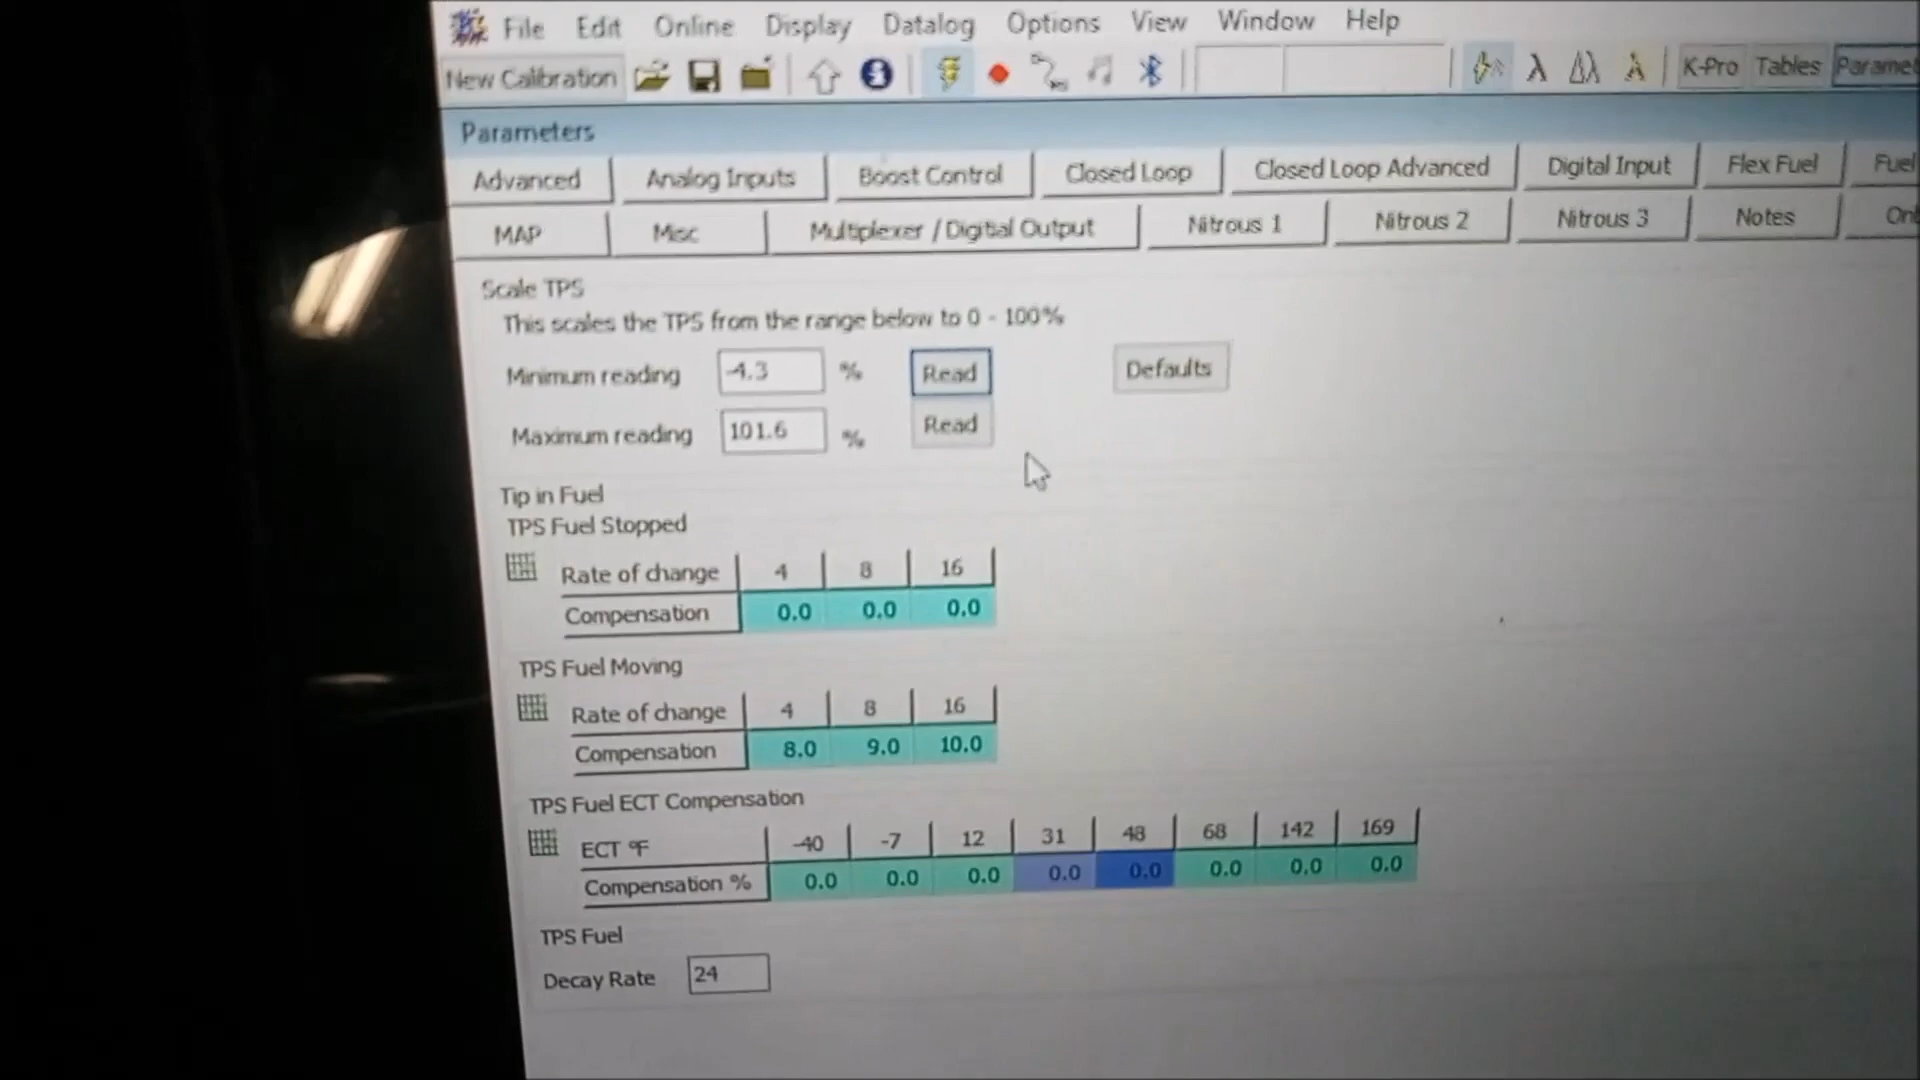 File Edit Online Display Datalog Options View Window Help
New Calibration K-Pro Tables Paramet
Parameters
Advanced Analog Inputs Boost Control Closed Loop Closed Loop Advanced Digital Input Flex Fuel Fuel
MAP Misc Multiplexer / Digitial Output Nitrous 1 Nitrous 2 Nitrous 3 Notes
Scale TPS
This scales the TPS from the range below to 0 - 100%
Minimum reading -4.3 % Read Defaults
Maximum reading 101.6 % Read
Tip in Fuel
TPS Fuel Stopped
Rate of change 4 8 16
Compensation 0.0 0.0 0.0
TPS Fuel Moving
Rate of change 4 8 16
Compensation 8.0 9.0 10.0
TPS Fuel ECT Compensation
ECT °F -40 -7 12 31 48 68 142 169
Compensation % 0.0 0.0 0.0 0.0 0.0 0.0 0.0 0.0
TPS Fuel
Decay Rate 24